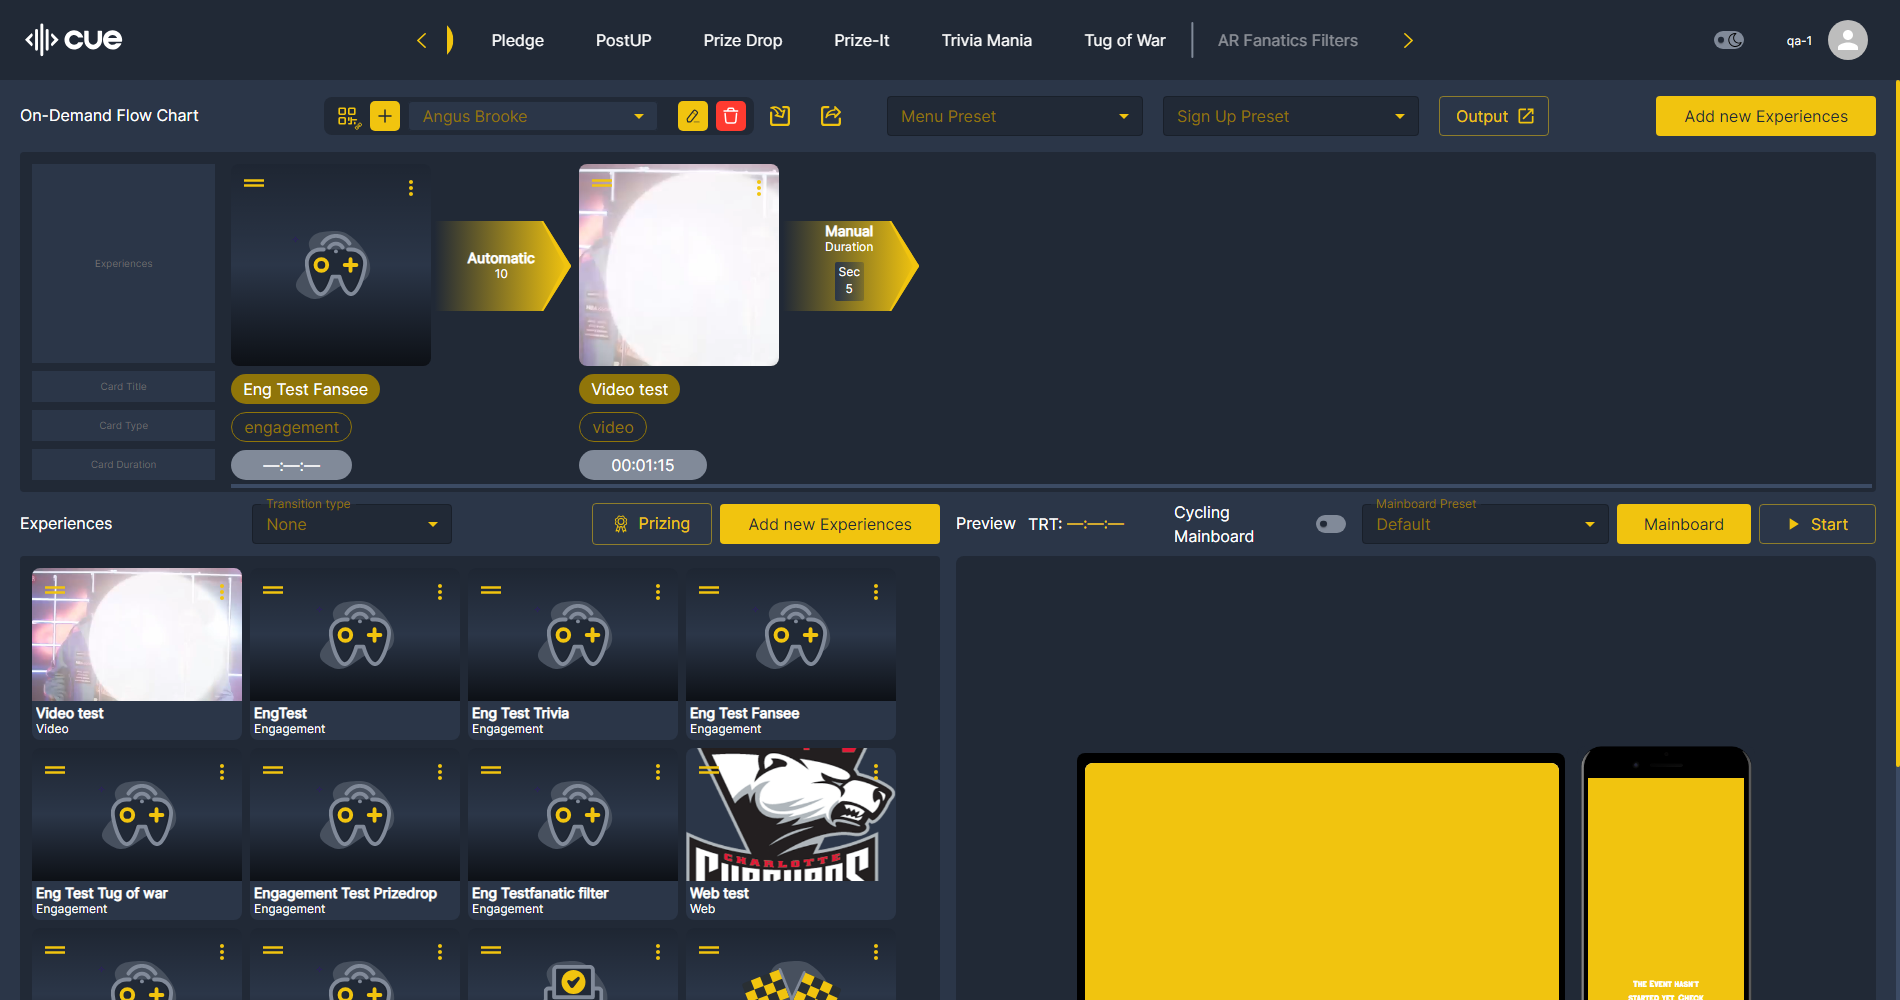 cue
Pledge
PostUP
Prize Drop
Prize-It
Trivia Mania
Tug of War
AR Fanatics Filters
qa-1
On-Demand Flow Chart
Angus Brooke
Menu Preset
Sign Up Preset
Output
Add new Experiences
Experiences
Automatic
10
Manual
Duration
Sec
5
Card Title
Eng Test Fansee
Video test
Card Type
engagement
video
Card Duration
—:—:—
00:01:15
Experiences
Transition type
None
Prizing
Add new Experiences
Preview
TRT: —:—:—
Cycling
Mainboard
Mainboard Preset
Default
Mainboard
Start
Video test
Video
EngTest
Engagement
Eng Test Trivia
Engagement
Eng Test Fansee
Engagement
CHARLOTTE
Eng Test Tug of war
Engagement
Engagement Test Prizedrop
Engagement
Eng Testfanatic filter
Engagement
Web test
Web
The Event hasn't
started yet. Check